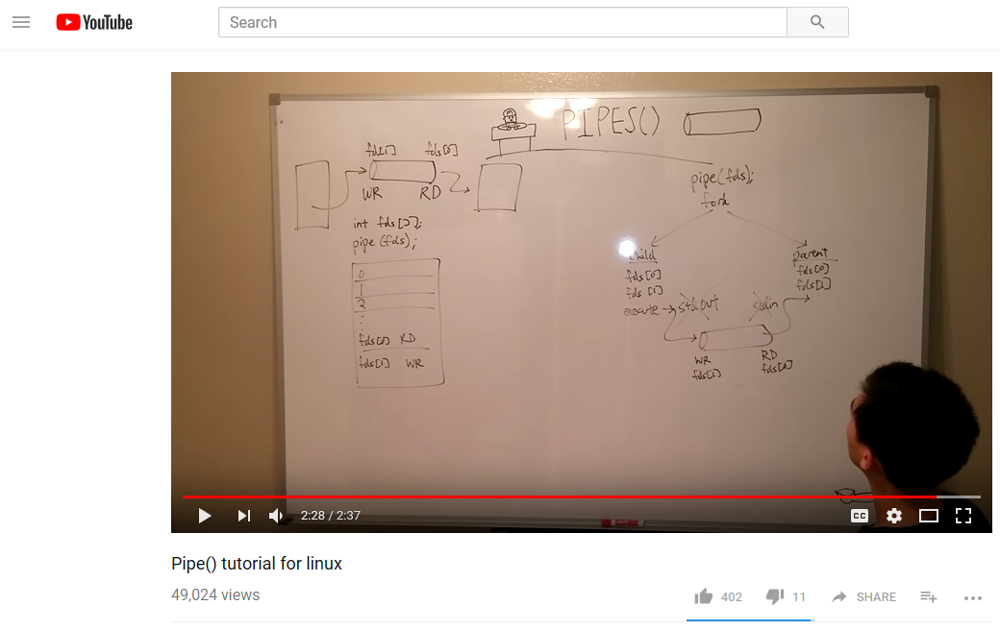 YouTube
Search
PIPES()
fd[1] fds[0]
WR RD
int fds[2];
pipe (fds);
0
1
2
:
fds[0] RD
fds[1] WR
pipe(fds);
fork
child
fds[0]
fds [1]
execute → stdout
parent
fds[0]
fds[1]
stdin
WR
fds[1]
RD
fds[0]
2:28 / 2:37
CC
Pipe() tutorial for linux
49,024 views
402 11 SHARE